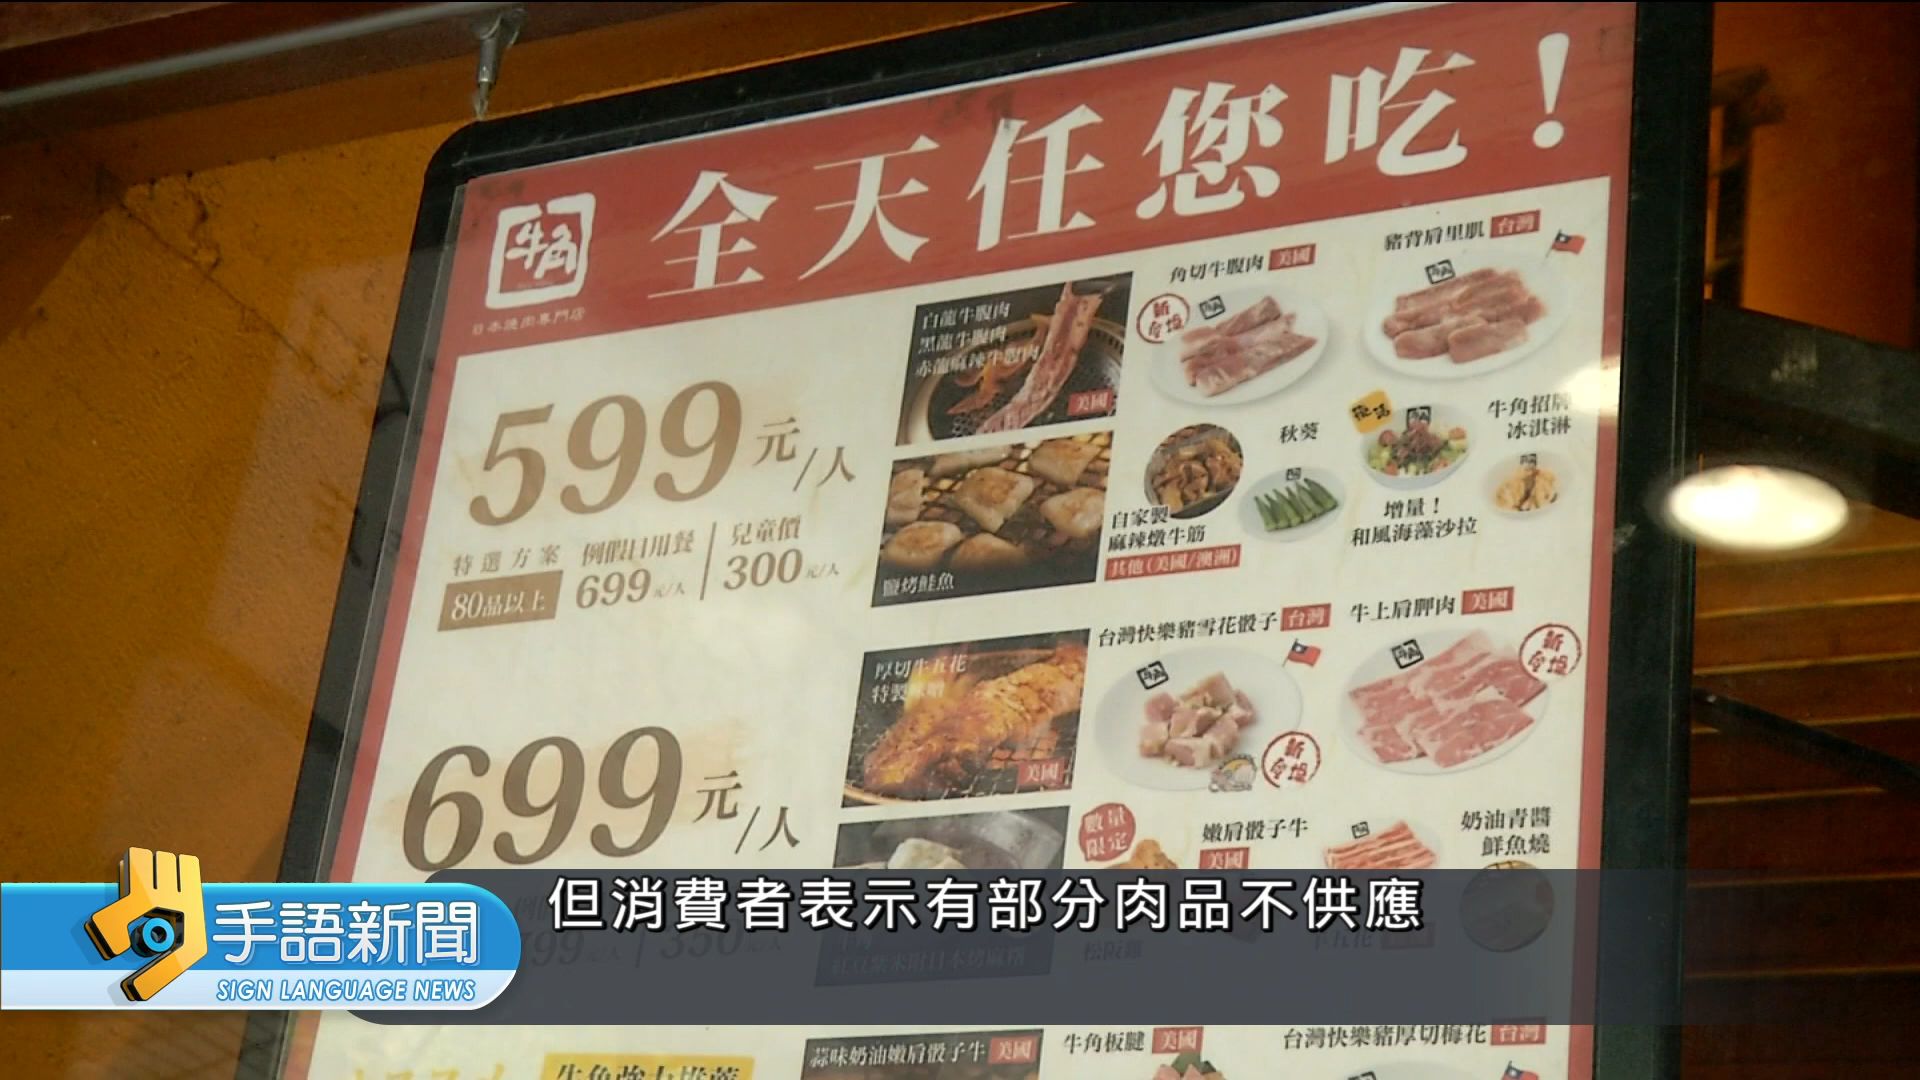 全天任您吃！
牛角
日本燒肉專門店
599元/人
特選方案
80品以上
例假日用餐
699元/人
兒童價
300元/人
白龍牛腹肉
黑龍牛腹肉
赤龍麻辣牛腹肉
美國
鹽烤鮭魚
角切牛腹肉 美國
新登場
豬背肩里肌 台灣
自家製
麻辣燉牛筋
其他(美國/澳洲)
秋葵
復活
增量！
和風海藻沙拉
牛角招牌
冰淇淋
699元/人
厚切牛五花
特製味噌
美國
台灣快樂豬雪花骰子 台灣
新登場
牛上肩胛肉 美國
新登場
數量
限定
嫩肩骰子牛
美國
奶油青醬
鮮魚燒
350
松阪豬
蒜味奶油嫩肩骰子牛 美國
牛角板腱 美國
台灣快樂豬厚切梅花 台灣
但消費者表示有部分肉品不供應
手語新聞
SIGN LANGUAGE NEWS